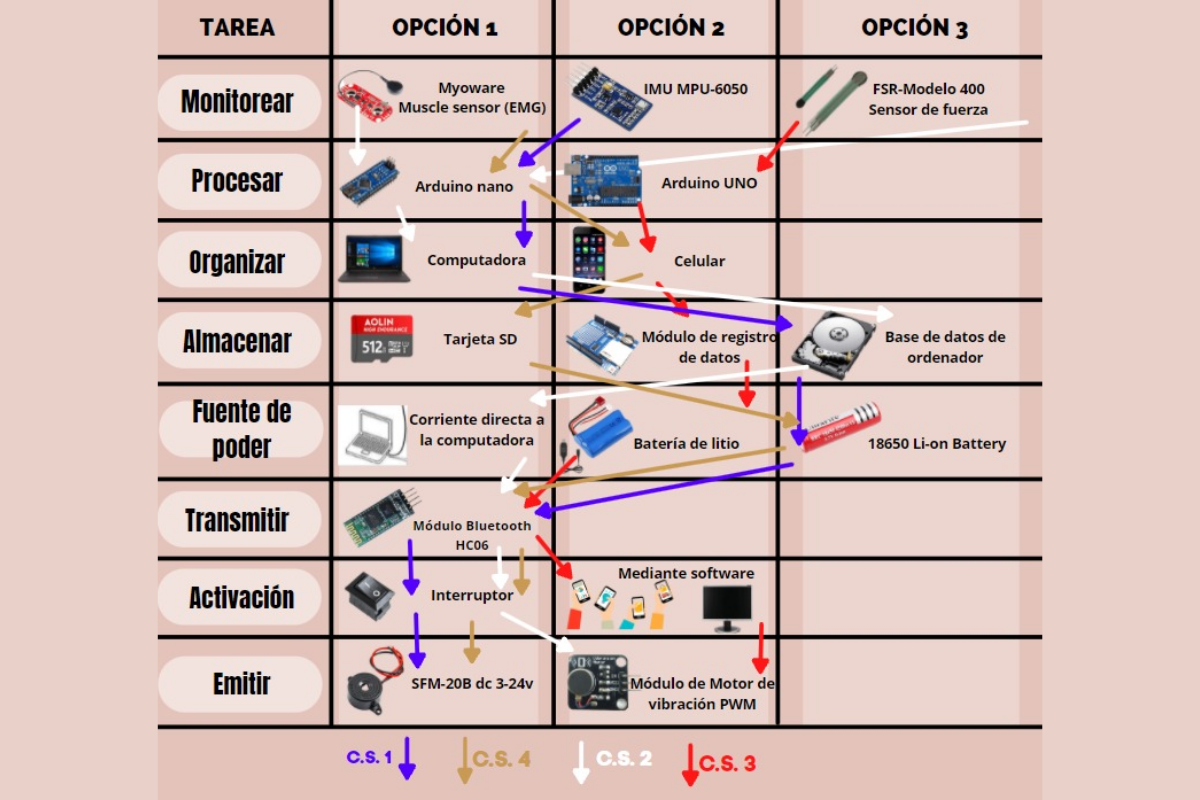 TAREA
OPCIÓN 1
OPCIÓN 2
OPCIÓN 3
Monitorear
Myoware
Muscle sensor (EMG)
IMU MPU-6050
FSR-Modelo 400
Sensor de fuerza
Procesar
Arduino nano
Arduino UNO
Organizar
Computadora
Celular
Almacenar
AOLIN
HIGH ENDURANCE
512
Tarjeta SD
Módulo de registro
de datos
Base de datos de
ordenador
Fuente de
poder
Corriente directa a
la computadora
Batería de litio
18650 Li-on Battery
Transmitir
Módulo Bluetooth
HC06
Activación
Interruptor
Mediante software
Emitir
SFM-20B dc 3-24v
Módulo de Motor de
vibración PWM
C.S. 1
C.S. 4
C.S. 2
C.S. 3